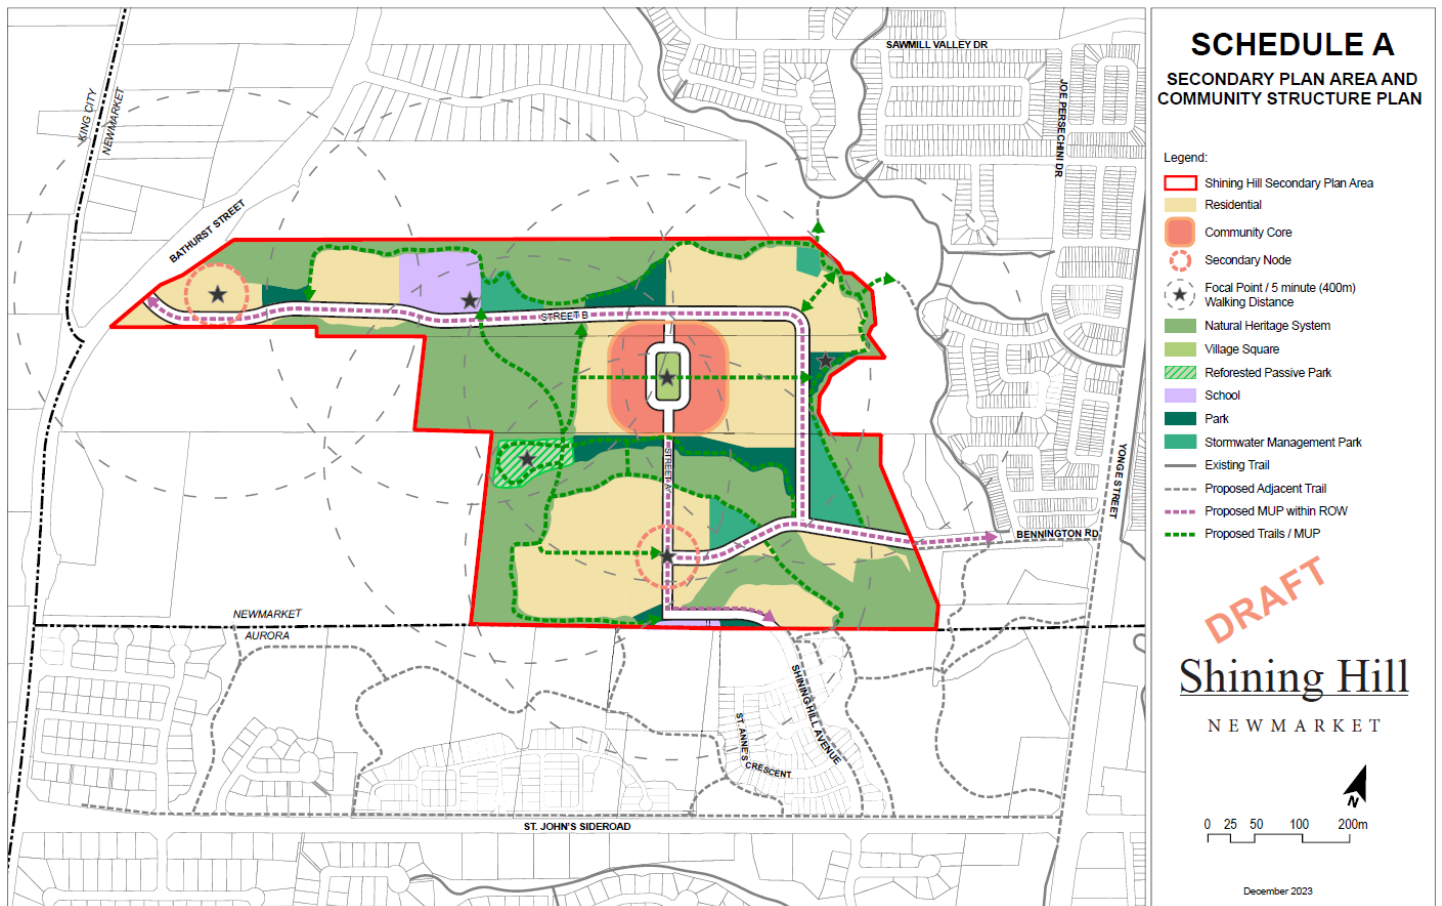 SAWMILL VALLEY DR
JOE PERSECHINI DR
KING CITY
NEWMARKET
BATHURST STREET
STREET B
STREET A
YONGE STREET
BENNINGTON RD
NEWMARKET
AURORA
SHINING HILL AVENUE
ST. ANNE'S
CRESCENT
ST. JOHN'S SIDEROAD
SCHEDULE A
SECONDARY PLAN AREA AND
COMMUNITY STRUCTURE PLAN
Legend:
Shining Hill Secondary Plan Area
Residential
Community Core
Secondary Node
Focal Point / 5 minute (400m)
Walking Distance
Natural Heritage System
Village Square
Reforested Passive Park
School
Park
Stormwater Management Park
Existing Trail
Proposed Adjacent Trail
Proposed MUP within ROW
Proposed Trails / MUP
DRAFT
Shining Hill
NEWMARKET
N
0 25 50 100 200m
December 2023